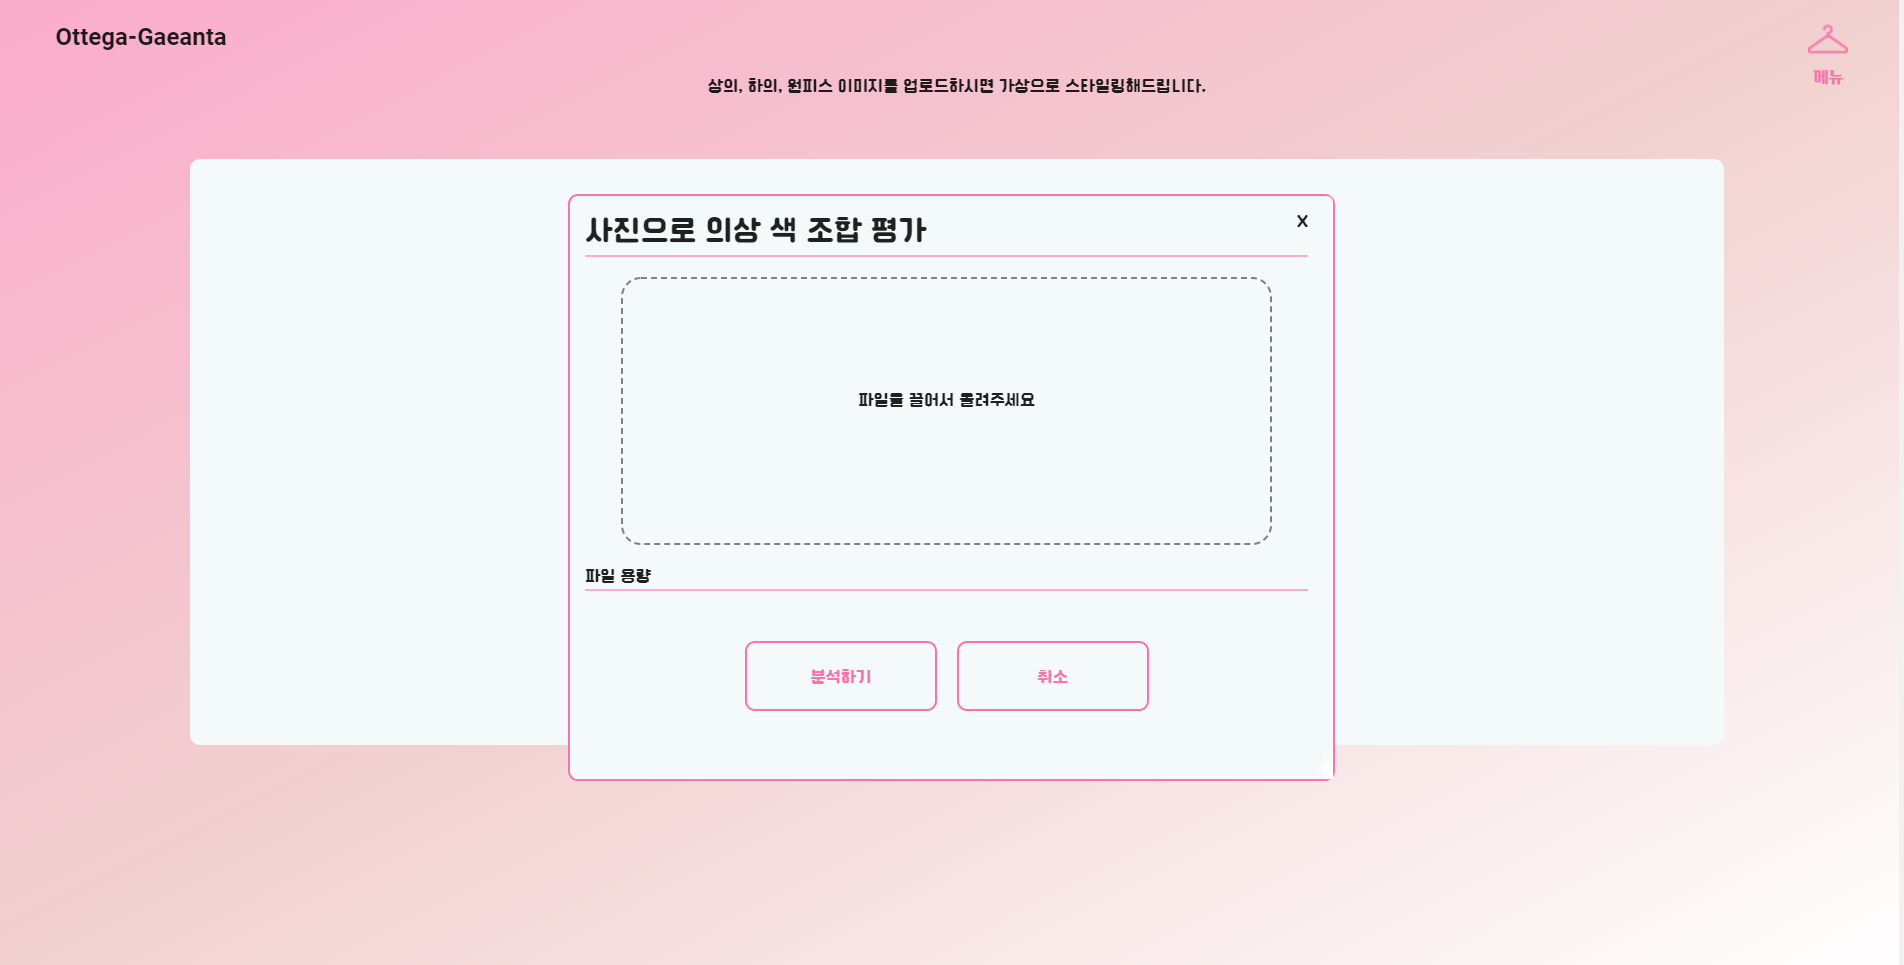 Ottega-Gaeanta
메뉴
상의, 하의, 원피스 이미지를 업로드하시면 가상으로 스타일링해드립니다.
사진으로 의상 색 조합 평가
X
파일을 끌어서 올려주세요
파일 용량
분석하기
취소